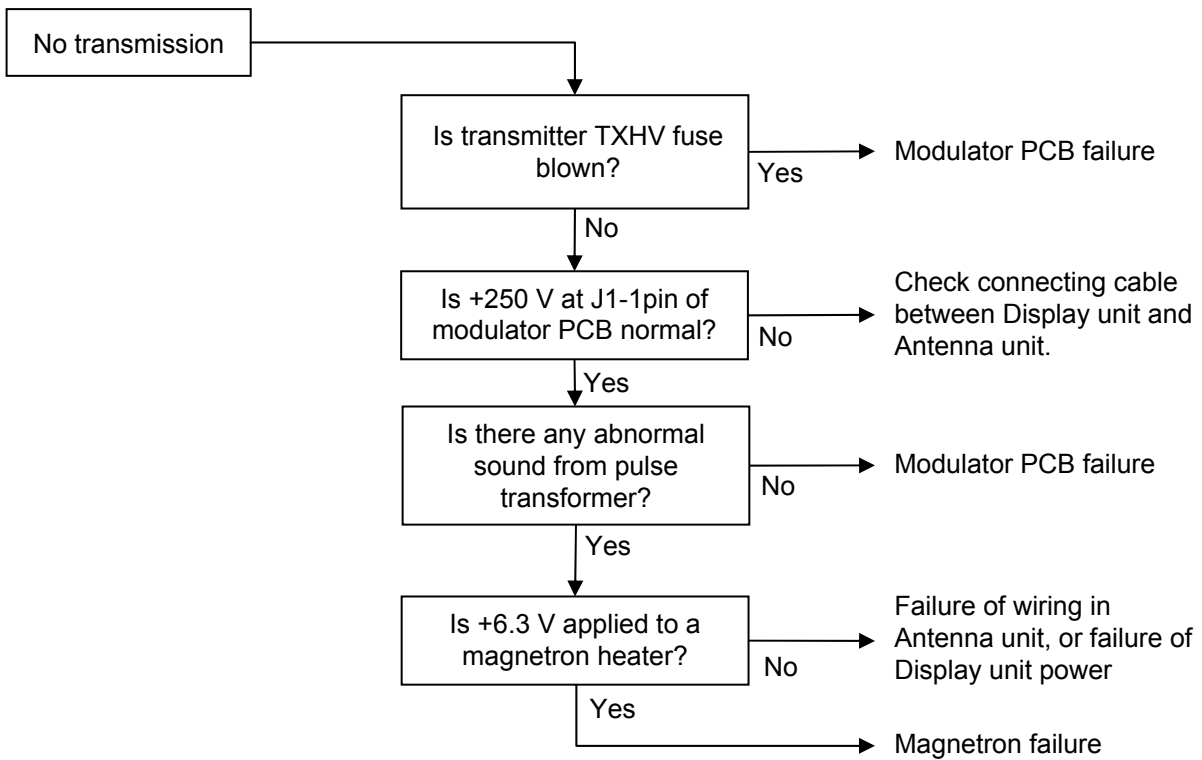 No transmission
Is transmitter TXHV fuse
blown?
Yes
Modulator PCB failure
No
Is +250 V at J1-1pin of
modulator PCB normal?
No
Check connecting cable
between Display unit and
Antenna unit.
Yes
Is there any abnormal
sound from pulse
transformer?
No
Modulator PCB failure
Yes
Is +6.3 V applied to a
magnetron heater?
No
Failure of wiring in
Antenna unit, or failure of
Display unit power
Yes
Magnetron failure